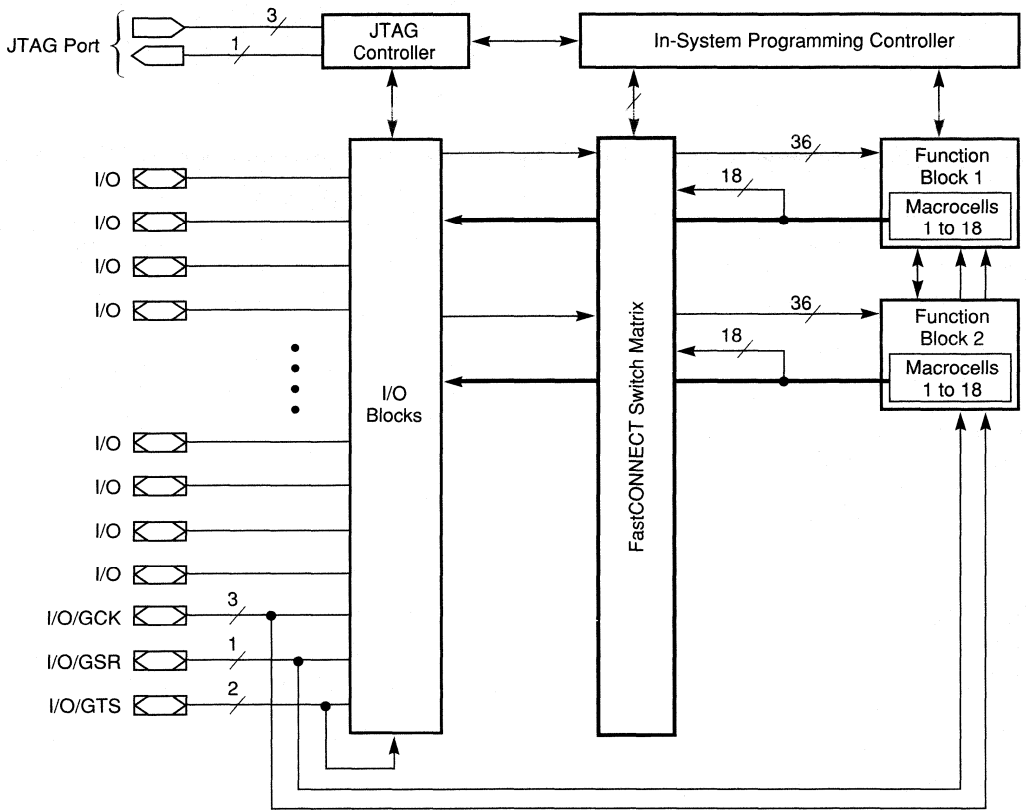 JTAG Port
3
1
JTAG
Controller
In-System Programming Controller
I/O
I/O
I/O
I/O
I/O
I/O
I/O
I/O
I/O/GCK
3
I/O/GSR
1
I/O/GTS
2
I/O
Blocks
FastCONNECT Switch Matrix
36
18
Function
Block 1
Macrocells
1 to 18
36
18
Function
Block 2
Macrocells
1 to 18